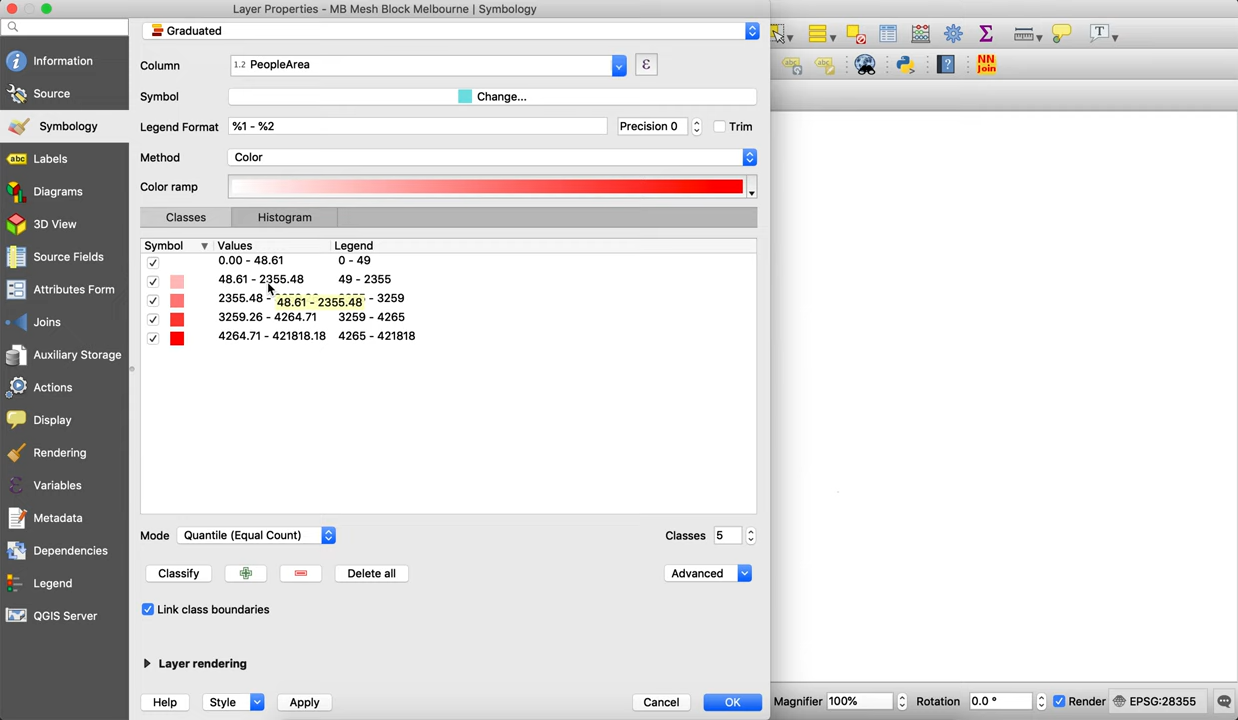 Layer Properties - MB Mesh Block Melbourne | Symbology
Graduated
Information
Source
Symbology
abc Labels
Diagrams
3D View
Source Fields
Attributes Form
Joins
Auxiliary Storage
Actions
Display
Rendering
Variables
Metadata
Dependencies
Legend
QGIS Server
Column 1.2 PeopleArea ε
Symbol Change...
Legend Format %1 - %2 Precision 0 Trim
Method Color
Color ramp
Classes Histogram
Symbol Values Legend
0.00 - 48.61 0 - 49
48.61 - 2355.48 49 - 2355
2355.48 - - 3259
48.61 - 2355.48
3259.26 - 4264.71 3259 - 4265
4264.71 - 421818.18 4265 - 421818
Mode Quantile (Equal Count) Classes 5
Classify Delete all Advanced
Link class boundaries
Layer rendering
Help Style Apply Cancel OK
Σ T
abc abc ? NN Join
Magnifier 100% Rotation 0.0 ° Render EPSG:28355